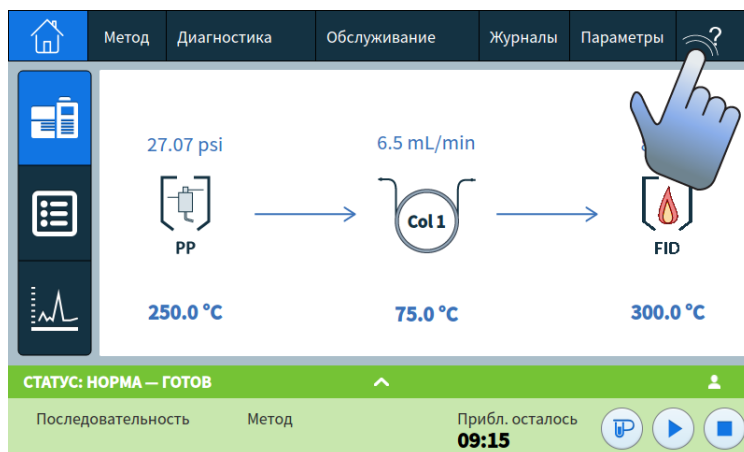 Метод Диагностика Обслуживание Журналы Параметры ?
27.07 psi 6.5 mL/min
Col 1
PP FID
250.0 °C 75.0 °C 300.0 °C
СТАТУС: НОРМА — ГОТОВ
Последовательность Метод Прибл. осталось
09:15